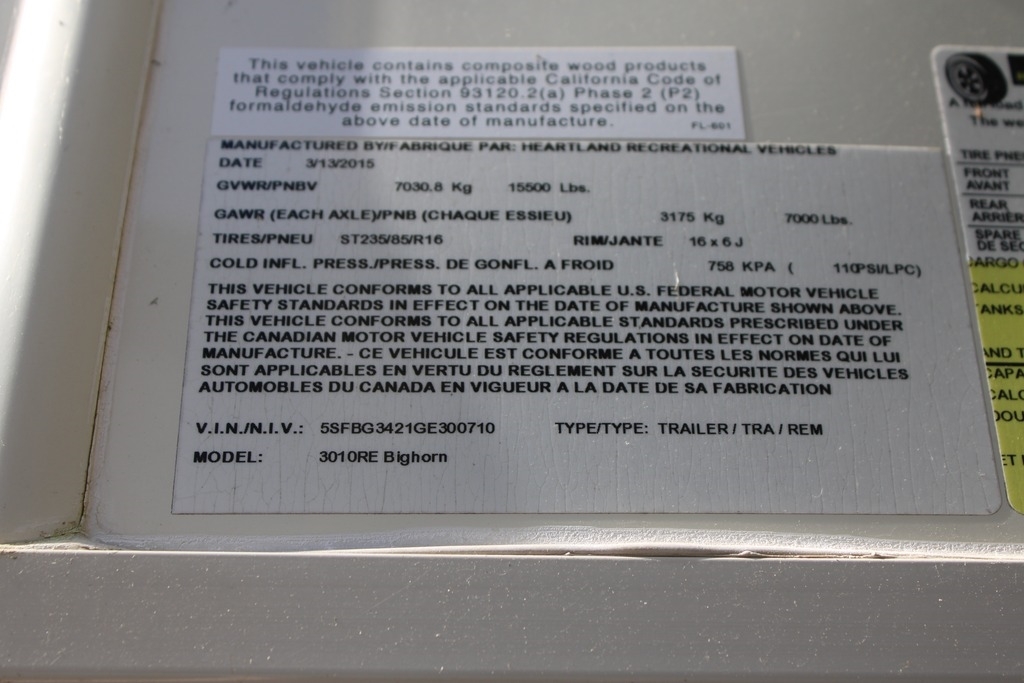 This vehicle contains composite wood products
that comply with the applicable California Code of
Regulations Section 93120.2(a) Phase 2 (P2)
formaldehyde emission standards specified on the
above date of manufacture.
FL-601
MANUFACTURED BY/FABRIQUE PAR: HEARTLAND RECREATIONAL VEHICLES
DATE 3/13/2015
GVWR/PNBV 7030.8 Kg 15500 Lbs.
GAWR (EACH AXLE)/PNB (CHAQUE ESSIEU) 3175 Kg 7000 Lbs.
TIRES/PNEU ST235/85/R16 RIM/JANTE 16 x 6 J
COLD INFL. PRESS./PRESS. DE GONFL. A FROID 758 KPA ( 110PSI/LPC)
THIS VEHICLE CONFORMS TO ALL APPLICABLE U.S. FEDERAL MOTOR VEHICLE
SAFETY STANDARDS IN EFFECT ON THE DATE OF MANUFACTURE SHOWN ABOVE.
THIS VEHICLE CONFORMS TO ALL APPLICABLE STANDARDS PRESCRIBED UNDER
THE CANADIAN MOTOR VEHICLE SAFETY REGULATIONS IN EFFECT ON DATE OF
MANUFACTURE. - CE VEHICULE EST CONFORME A TOUTES LES NORMES QUI LUI
SONT APPLICABLES EN VERTU DU REGLEMENT SUR LA SECURITE DES VEHICLES
AUTOMOBLES DU CANADA EN VIGUEUR A LA DATE DE SA FABRICATION
V.I.N./N.I.V.: 5SFBG3421GE300710 TYPE/TYPE: TRAILER / TRA / REM
MODEL: 3010RE Bighorn
A
The
TIRE
FRONT
AVANT
REAR
SPARE
DE